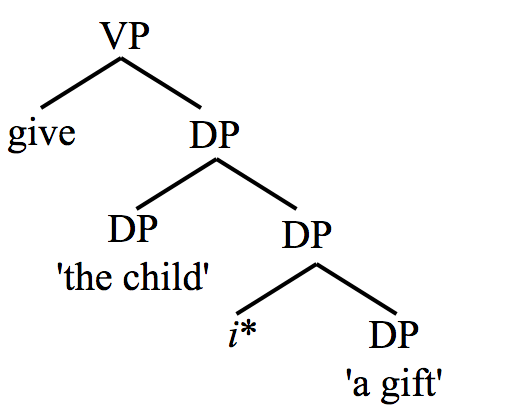 VP
give DP
DP DP
'the child'
i* DP
'a gift'